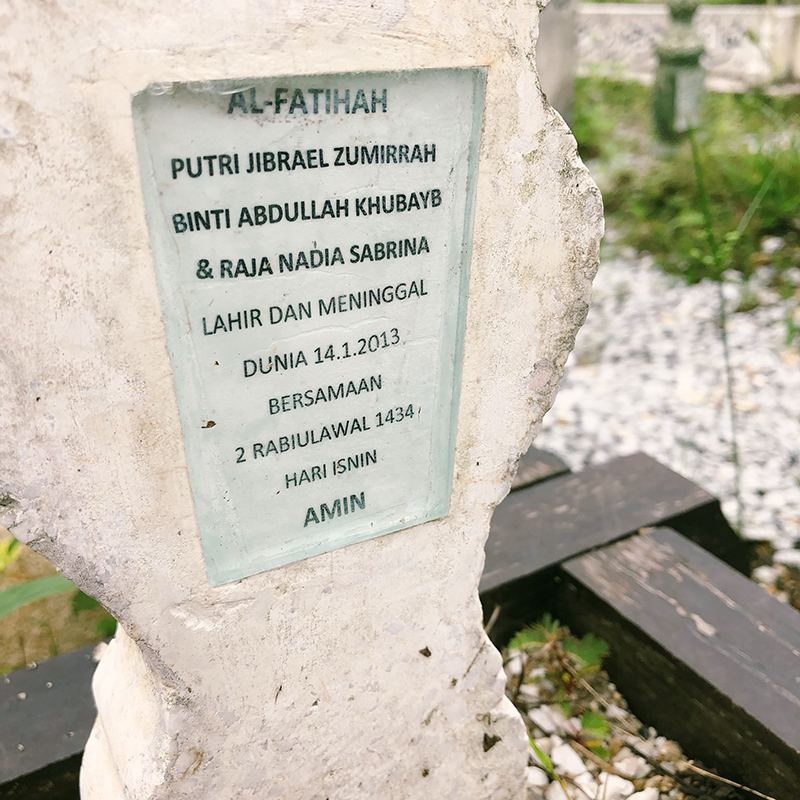 AL-FATIHAH
PUTRI JIBRAEL ZUMIRRAH
BINTI ABDULLAH KHUBAYB
& RAJA NADIA SABRINA
LAHIR DAN MENINGGAL
DUNIA 14.1.2013
BERSAMAAN
2 RABIULAWAL 1434
HARI ISNIN
AMIN